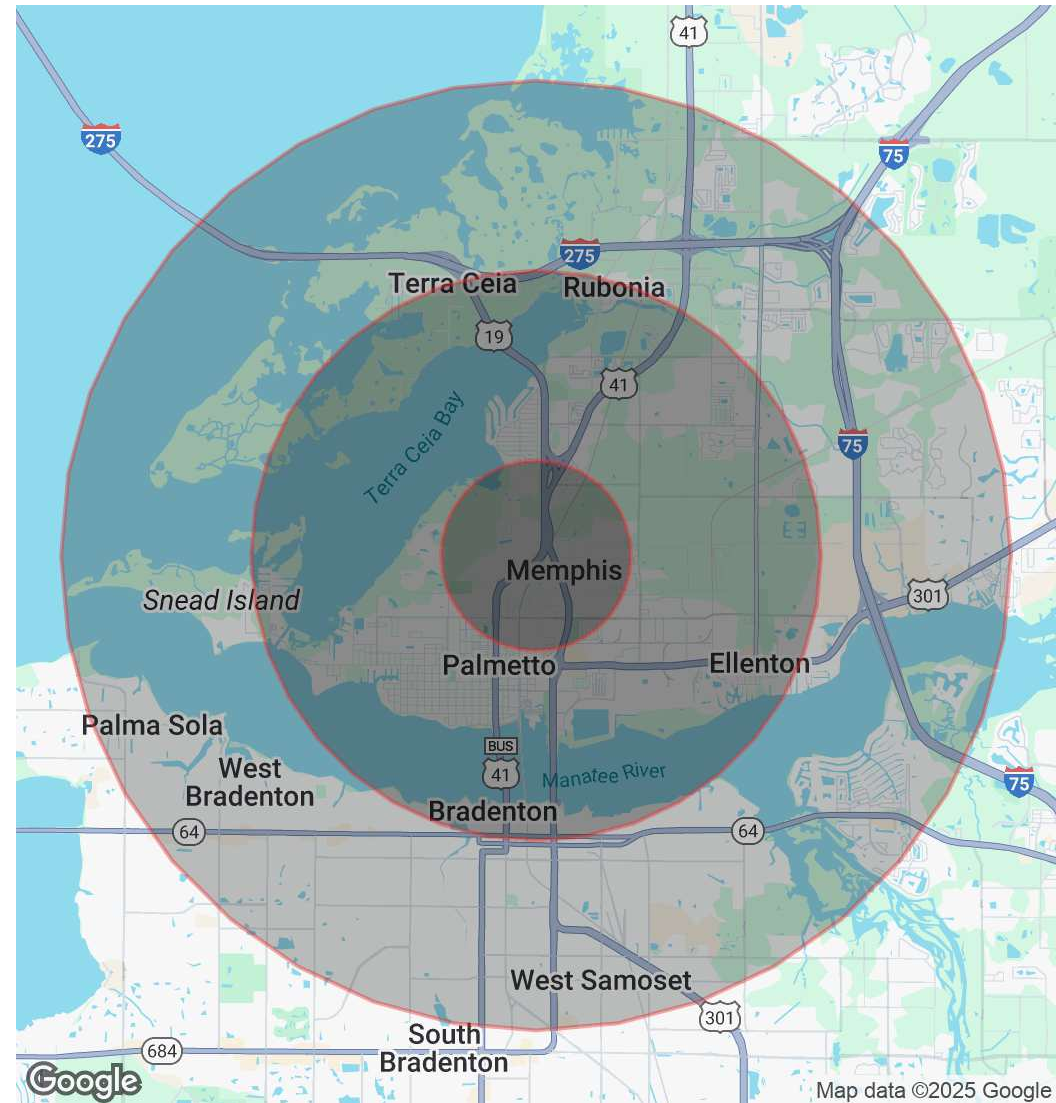 41
275
75
275
Terra Ceia
Rubonia
19
41
Terra Ceia Bay
75
Memphis
Snead Island
301
Palmetto
Ellenton
Palma Sola
BUS
41
West
Bradenton
Manatee River
75
Bradenton
64
64
West Samoset
301
South
Bradenton
684
Google
Map data ©2025 Google